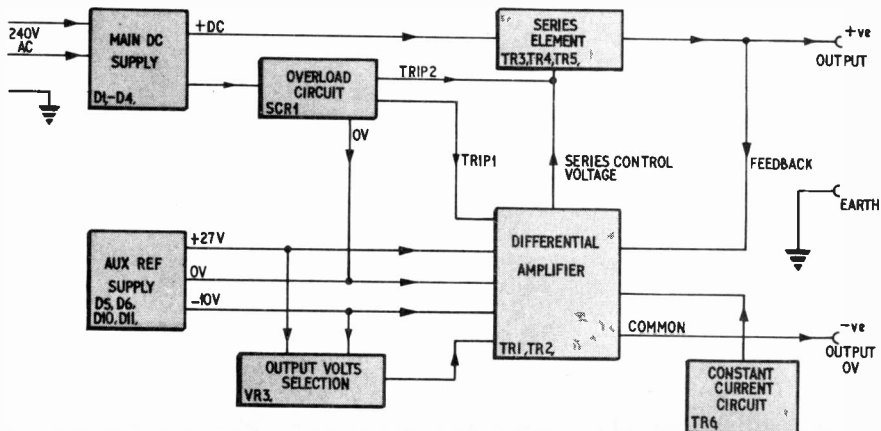 240V
AC
MAIN DC
SUPPLY
D1,-D4,
+DC
OVERLOAD
CIRCUIT
SCR1
TRIP2
TRIP1
0V
SERIES
ELEMENT
TR3,TR4,TR5,
+ve
OUTPUT
SERIES CONTROL
VOLTAGE
FEEDBACK
EARTH
AUX REF
SUPPLY
D5, D6,
D10, D11,
+27V
0V
-10V
DIFFERENTIAL
AMPLIFIER
TR1,TR2,
COMMON
-ve
OUTPUT
0V
OUTPUT VOLTS
SELECTION
VR3,
CONSTANT
CURRENT
CIRCUIT
TR6,